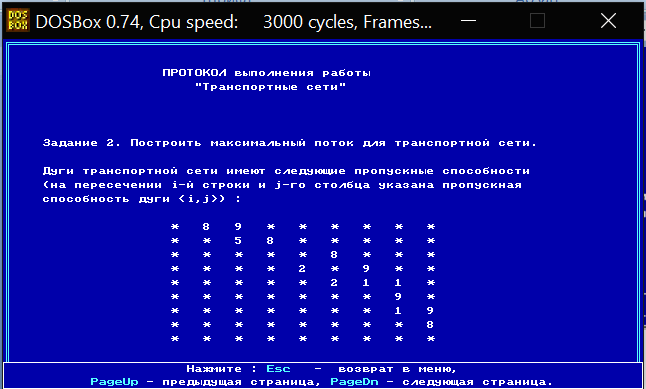 DOSBox 0.74, Cpu speed: 3000 cycles, Frames...
ПРОТОКОЛ выполнения работы
"Транспортные сети"
Задание 2. Построить максимальный поток для транспортной сети.
Дуги транспортной сети имеют следующие пропускные способности
(на пересечении i-й строки и j-го столбца указана пропускная
способность дуги <i,j>) :
* 8 9 * * * * * *
* * 5 8 * * * * *
* * * * * 8 * * *
* * * * 2 * 9 * *
* * * * * 2 1 1 *
* * * * * * * 9 *
* * * * * * * 1 9
* * * * * * * * 8
* * * * * * * * *
Нажмите : Esc - возврат в меню,
PageUp - предыдущая страница, PageDn - следующая страница.